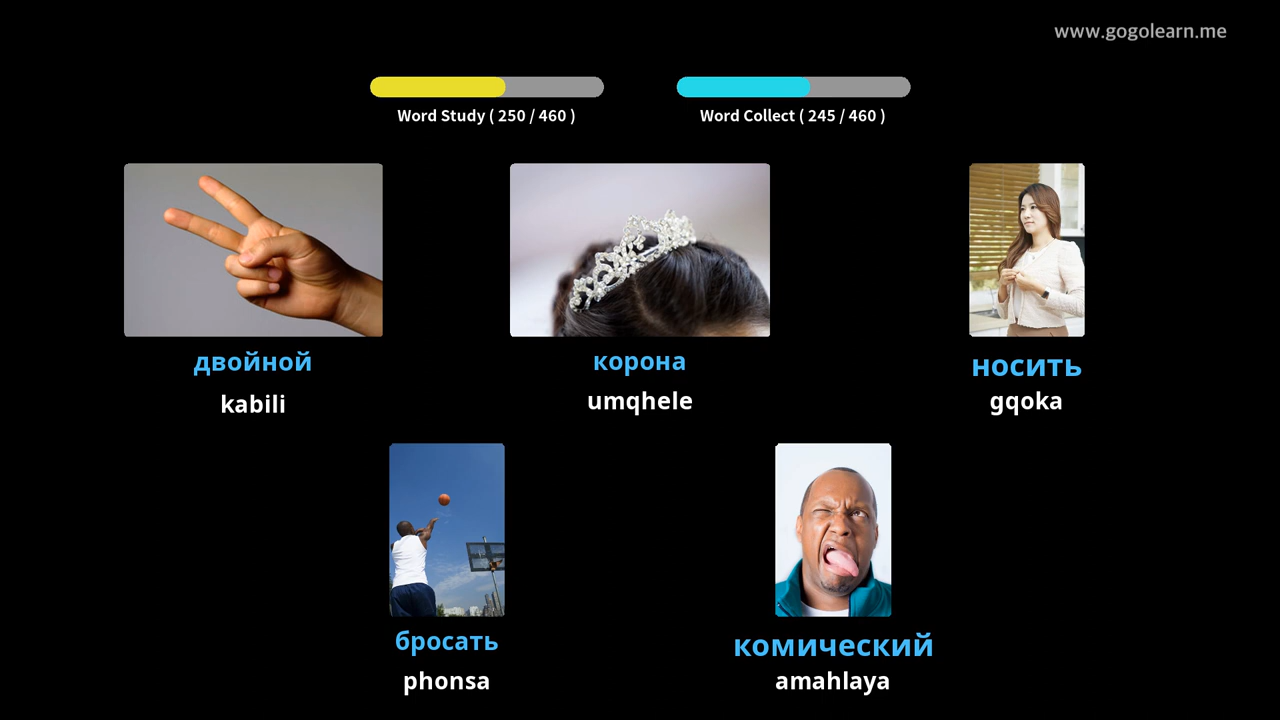 www.gogolearn.me
Word Study ( 250 / 460 )
Word Collect ( 245 / 460 )
двойной
kabili
корона
umqhele
носить
gqoka
бросать
phonsa
комический
amahlaya